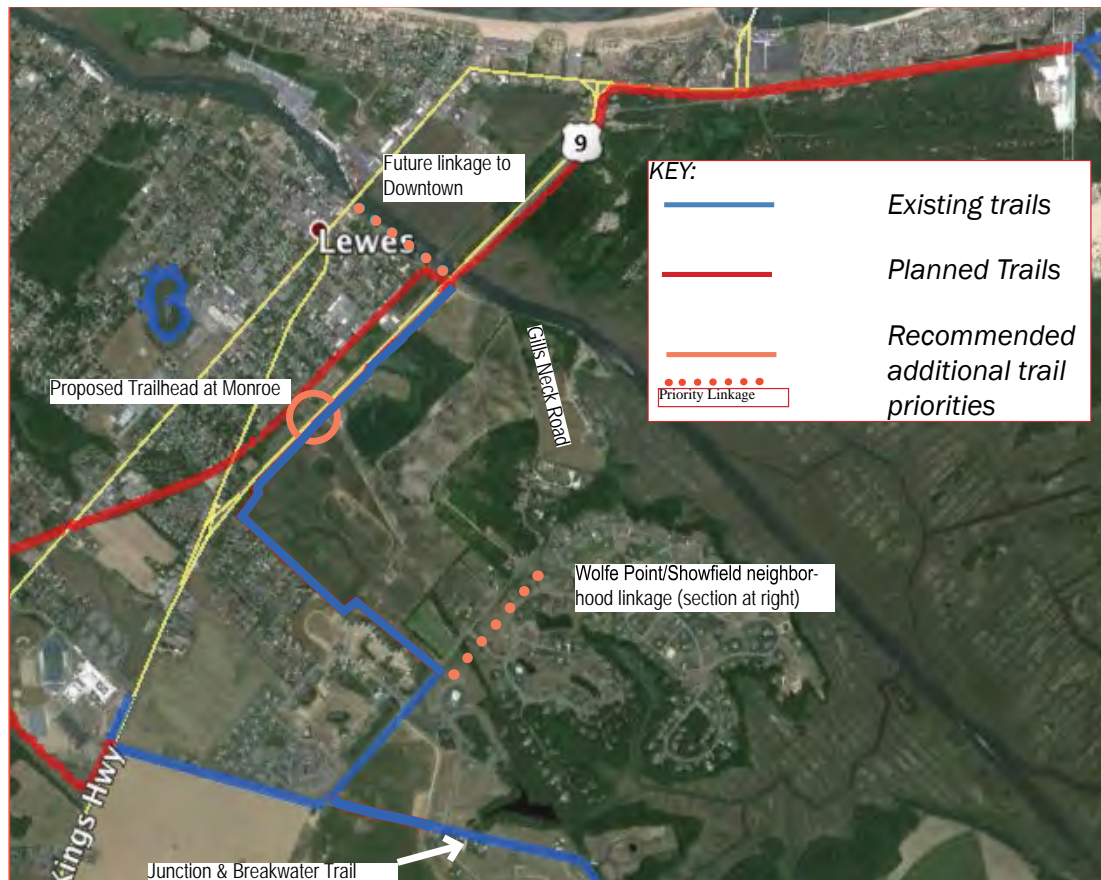 9
Future linkage to
Downtown
Lewes
KEY:
Existing trails
Planned Trails
Recommended
additional trail
priorities
Priority Linkage
Gills Neck Road
Proposed Trailhead at Monroe
Wolfe Point/Showfield neighbor-
hood linkage (section at right)
Kings Hwy
Junction & Breakwater Trail